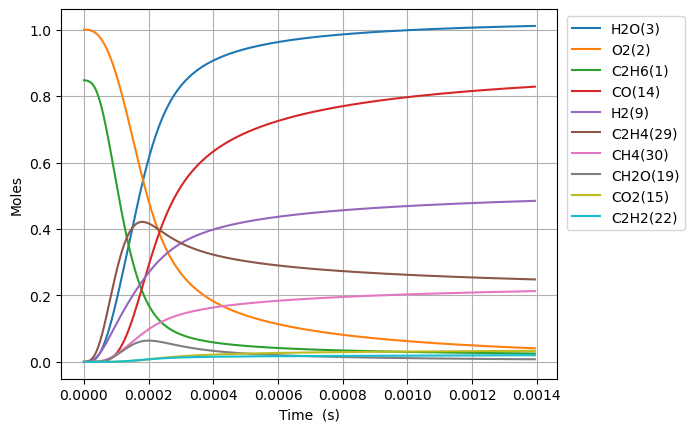 1.0
0.8
0.6
0.4
0.2
0.0
Moles
0.0000 0.0002 0.0004 0.0006 0.0008 0.0010 0.0012 0.0014
Time (s)
H2O(3)
O2(2)
C2H6(1)
CO(14)
H2(9)
C2H4(29)
CH4(30)
CH2O(19)
CO2(15)
C2H2(22)